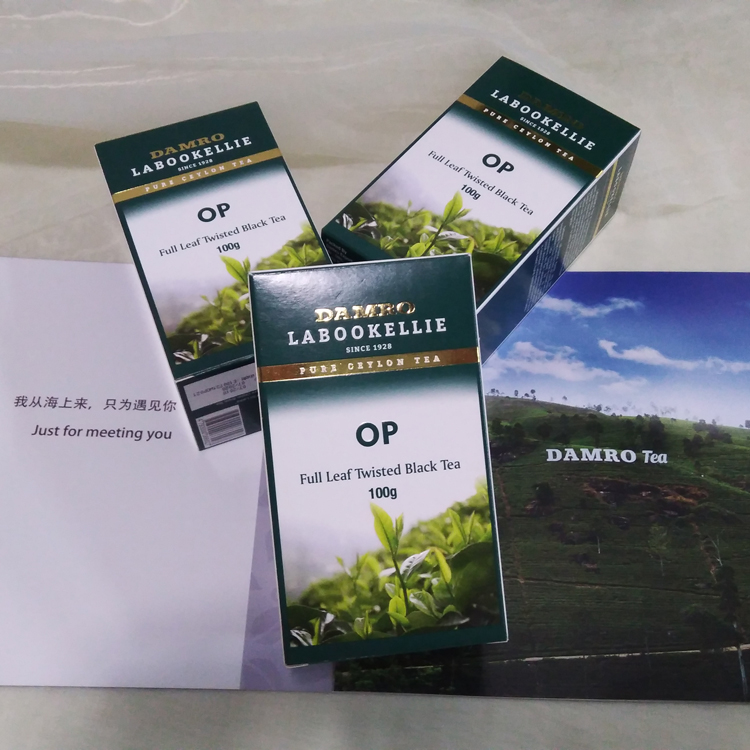 DAMRO
LABOOKELLIE
SINCE 1928
PURE CEYLON TEA
OP
Full Leaf Twisted Black Tea
100g
DAMRO
LABOOKELLIE
SINCE 1928
PURE CEYLON TEA
OP
Full Leaf Twisted Black Tea
100g
DAMRO
LABOOKELLIE
SINCE 1928
PURE CEYLON TEA
OP
Full Leaf Twisted Black Tea
100g
我从海上来，只为遇见你
Just for meeting you
DAMRO Tea